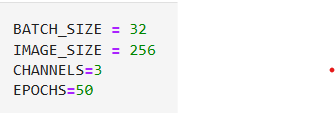 BATCH_SIZE = 32
IMAGE_SIZE = 256
CHANNELS=3
EPOCHS=50